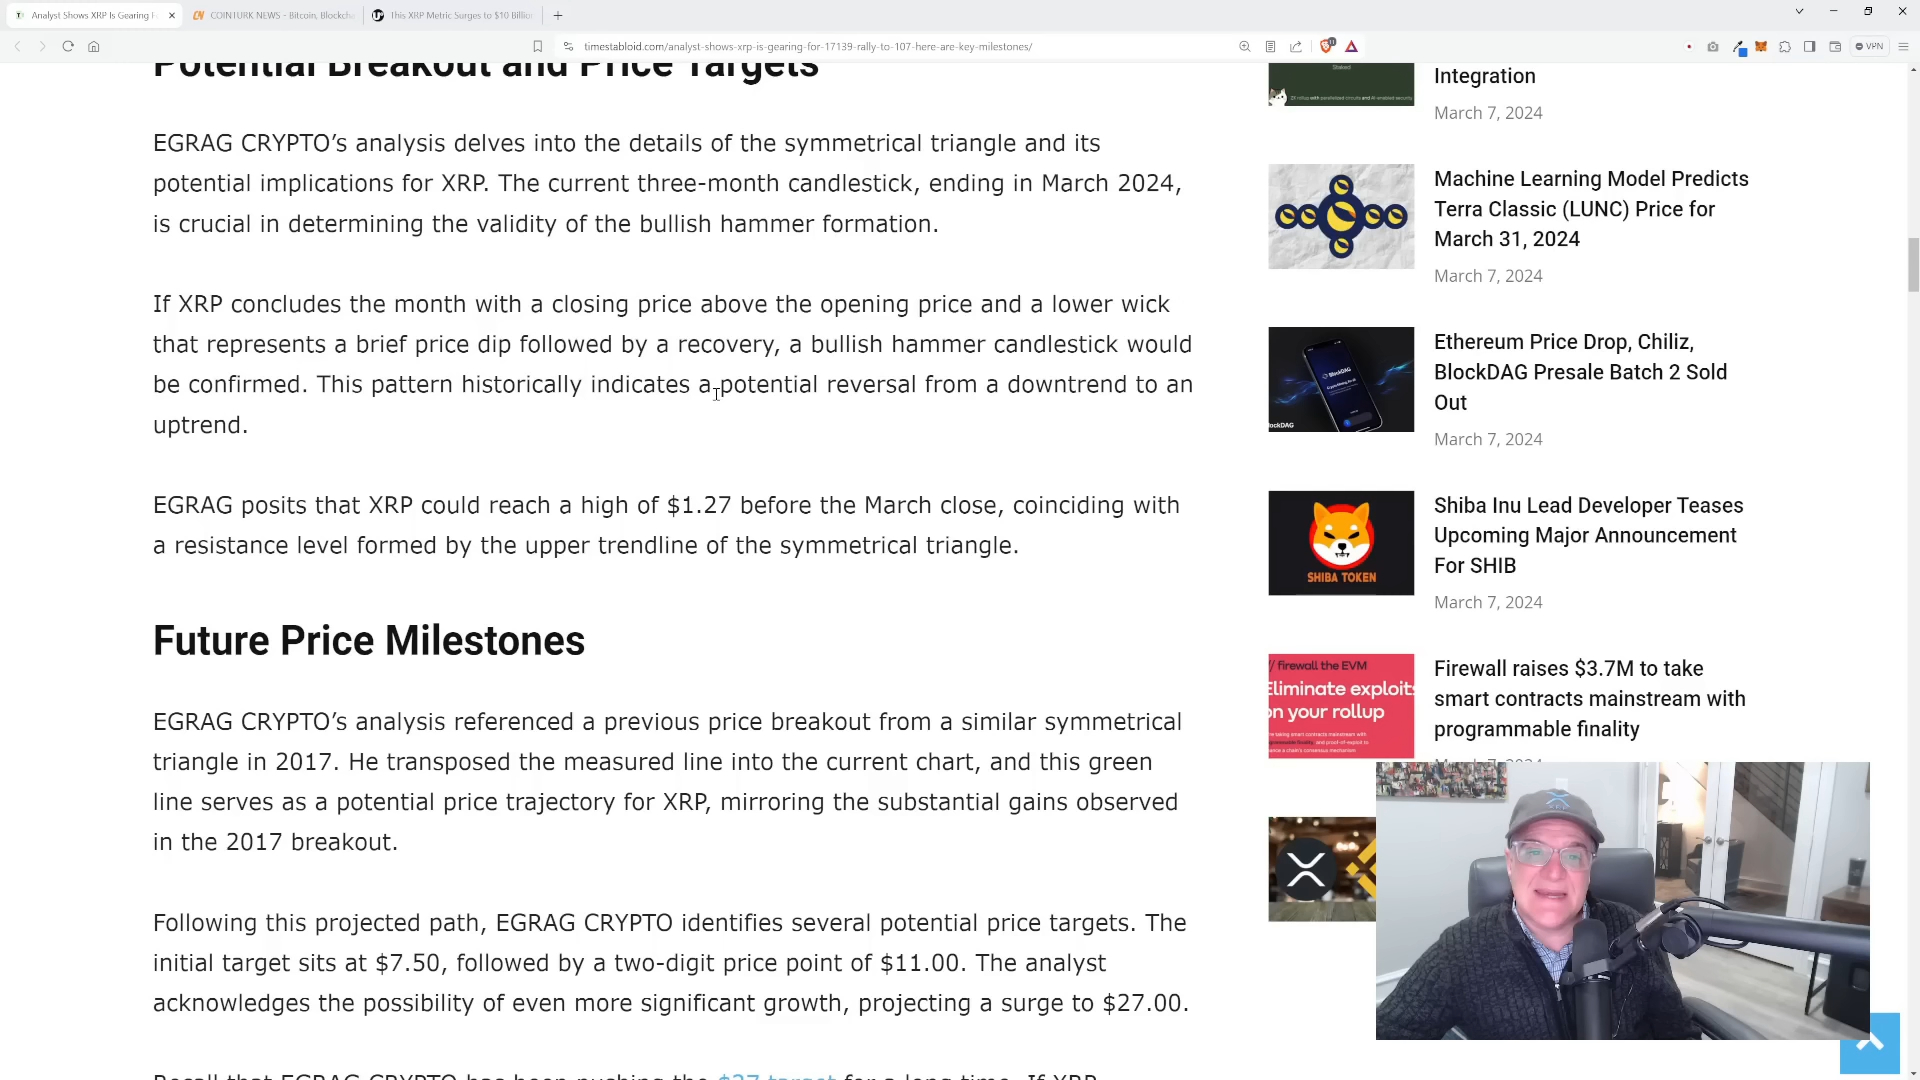 Analyst Shows XRP Is Gearing F
COINTURK NEWS - Bitcoin, Blockcha
This XRP Metric Surges to $10 Billio
timestabloid.com/analyst-shows-xrp-is-gearing-for-17139-rally-to-107-here-are-key-milestones/
VPN
Potential Breakout and Price Targets
EGRAG CRYPTO’s analysis delves into the details of the symmetrical triangle and its
potential implications for XRP. The current three-month candlestick, ending in March 2024,
is crucial in determining the validity of the bullish hammer formation.
If XRP concludes the month with a closing price above the opening price and a lower wick
that represents a brief price dip followed by a recovery, a bullish hammer candlestick would
be confirmed. This pattern historically indicates a potential reversal from a downtrend to an
uptrend.
EGRAG posits that XRP could reach a high of $1.27 before the March close, coinciding with
a resistance level formed by the upper trendline of the symmetrical triangle.
Future Price Milestones
EGRAG CRYPTO’s analysis referenced a previous price breakout from a similar symmetrical
triangle in 2017. He transposed the measured line into the current chart, and this green
line serves as a potential price trajectory for XRP, mirroring the substantial gains observed
in the 2017 breakout.
Following this projected path, EGRAG CRYPTO identifies several potential price targets. The
initial target sits at $7.50, followed by a two-digit price point of $11.00. The analyst
acknowledges the possibility of even more significant growth, projecting a surge to $27.00.
Recall that EGRAG CRYPTO has been pushing the $27 target for a long time. If XRP
Integration
March 7, 2024
Machine Learning Model Predicts
Terra Classic (LUNC) Price for
March 31, 2024
March 7, 2024
BlockDAG
lockDAG
Ethereum Price Drop, Chiliz,
BlockDAG Presale Batch 2 Sold
Out
March 7, 2024
SHIBA TOKEN
Shiba Inu Lead Developer Teases
Upcoming Major Announcement
For SHIB
March 7, 2024
// firewall the EVM
Eliminate exploits
on your rollup
Firewall raises $3.7M to take
smart contracts mainstream with
programmable finality
March 7, 2024